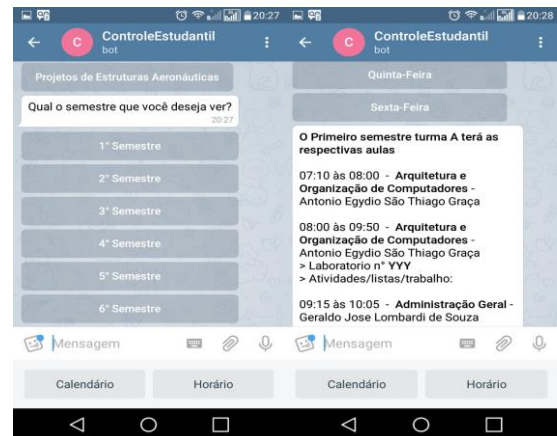 20:27
C
ControleEstudantil
bot
Projetos de Estruturas Aeronáuticas
Qual o semestre que você deseja ver?
20:27
1° Semestre
2° Semestre
3° Semestre
4° Semestre
5° Semestre
6° Semestre
Mensagem
Calendário
Horário
20:28
C
ControleEstudantil
bot
Quinta-Feira
Sexta-Feira
O Primeiro semestre turma A terá as
respectivas aulas
07:10 às 08:00 - Arquitetura e
Organização de Computadores -
Antonio Egydio São Thiago Graça
08:00 às 09:50 - Arquitetura e
Organização de Computadores -
Antonio Egydio São Thiago Graça
> Laboratorio n° YYY
> Atividades/listas/trabalho:
09:15 às 10:05 - Administração Geral -
Geraldo Jose Lombardi de Souza
Mensagem
Calendário
Horário